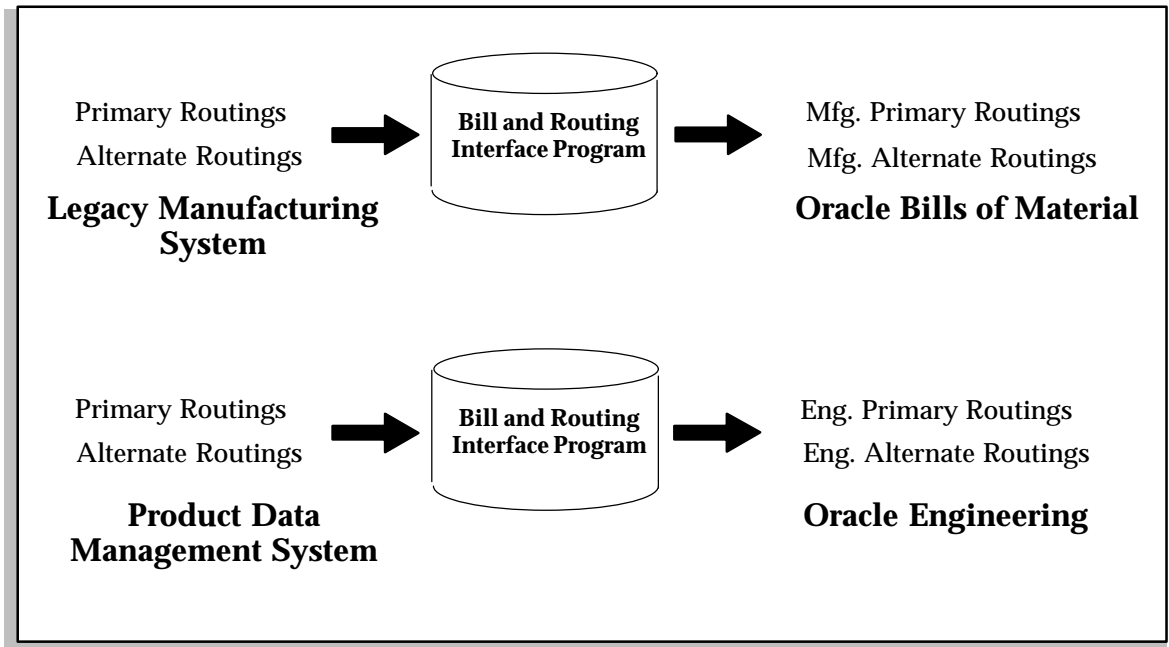 Primary Routings
Alternate Routings
Legacy Manufacturing
System
Bill and Routing
Interface Program
Mfg. Primary Routings
Mfg. Alternate Routings
Oracle Bills of Material
Primary Routings
Alternate Routings
Product Data
Management System
Bill and Routing
Interface Program
Eng. Primary Routings
Eng. Alternate Routings
Oracle Engineering